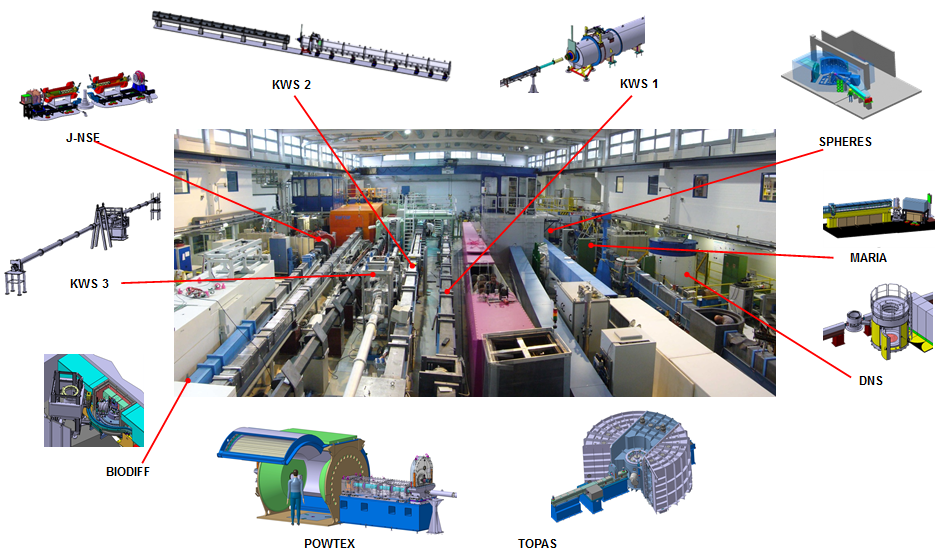 KWS 2
KWS 1
J-NSE
SPHERES
KWS 3
MARIA
DNS
BIODIFF
POWTEX
TOPAS